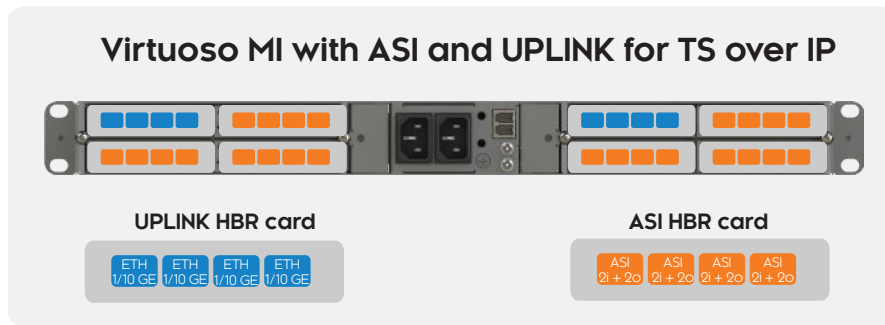 Virtuoso MI with ASI and UPLINK for TS over IP
UPLINK HBR card
ETH ETH ETH ETH
1/10 GE 1/10 GE 1/10 GE 1/10 GE
ASI HBR card
ASI ASI ASI ASI
2i + 2o 2i + 2o 2i + 2o 2i + 2o